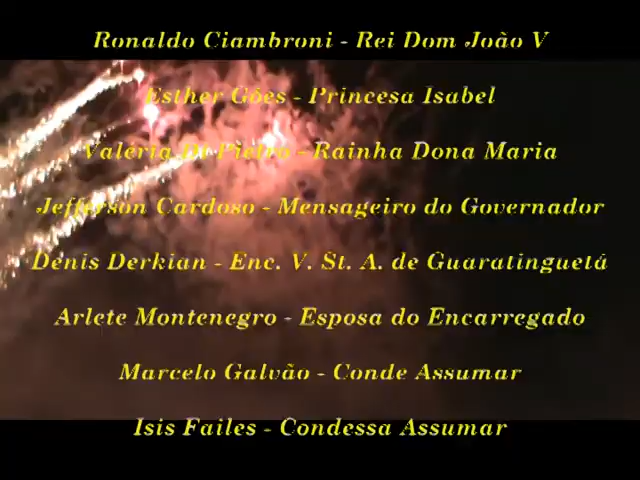 Ronaldo Ciambroni - Rei Dom João V
Esther Góes - Princesa Isabel
Valéria Di Pietro - Rainha Dona Maria
Jefferson Cardoso - Mensageiro do Governador
Denis Derkian - Enc. V. St. A. de Guaratinguetá
Arlete Montenegro - Esposa do Encarregado
Marcelo Galvão - Conde Assumar
Isis Failes - Condessa Assumar